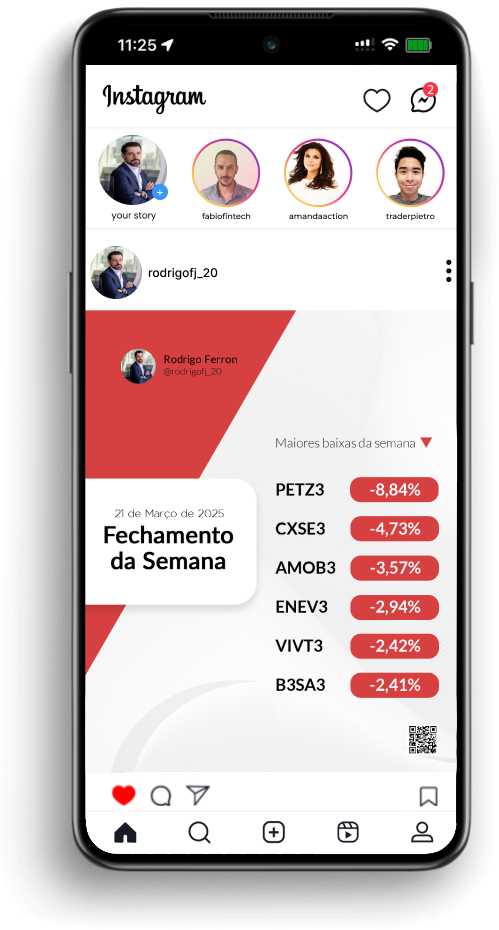 11:25
Instagram
2
your story
fabiofintech
amandaaction
traderpietro
rodrigofj_20
Rodrigo Ferron
@rodrigofj_20
Maiores baixas da semana
21 de Março de 2025
Fechamento
da Semana
PETZ3 -8,84%
CXSE3 -4,73%
AMOB3 -3,57%
ENEV3 -2,94%
VIVT3 -2,42%
B3SA3 -2,41%